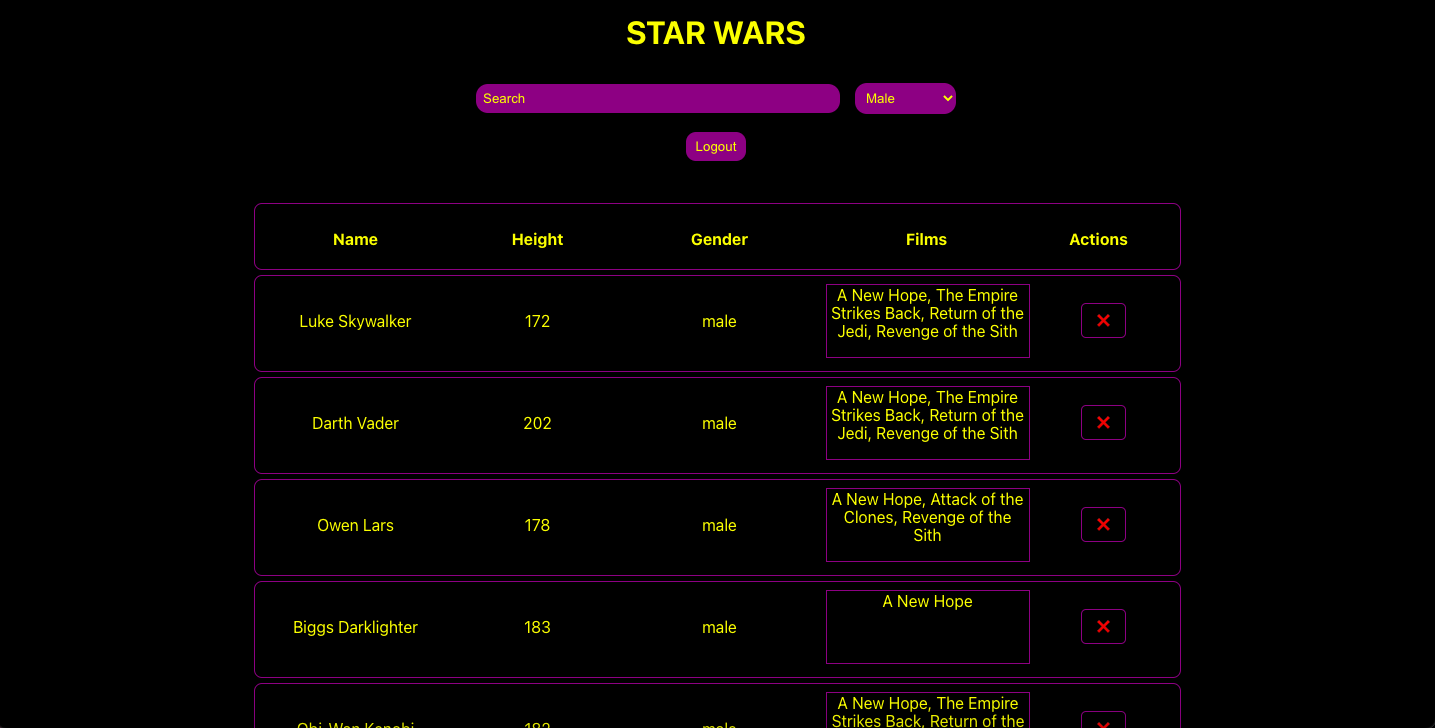 STAR WARS
Search
Male
Logout
Name Height Gender Films Actions
Luke Skywalker 172 male
A New Hope, The Empire
Strikes Back, Return of the
Jedi, Revenge of the Sith
Darth Vader 202 male
A New Hope, The Empire
Strikes Back, Return of the
Jedi, Revenge of the Sith
Owen Lars 178 male
A New Hope, Attack of the
Clones, Revenge of the
Sith
Biggs Darklighter 183 male
A New Hope
Obi-Wan Kenobi 182 male
A New Hope, The Empire
Strikes Back, Return of the